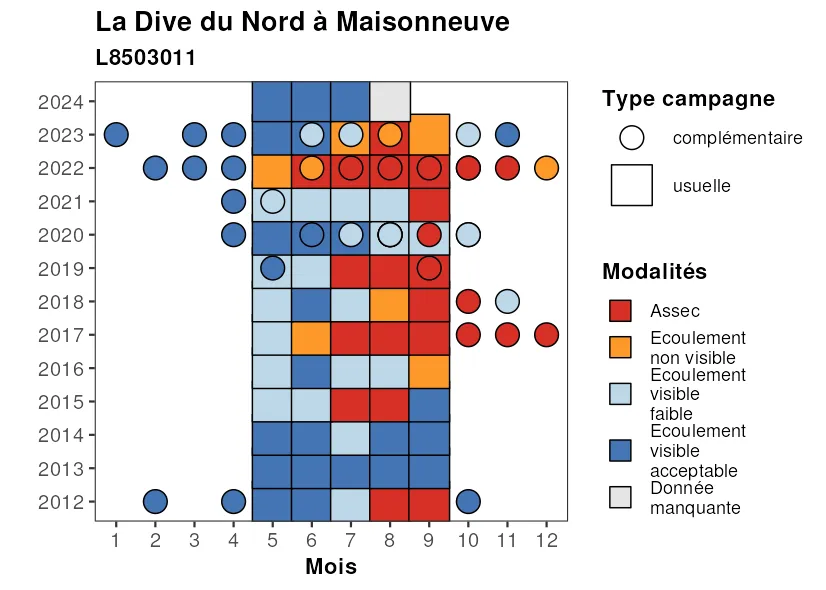 La Dive du Nord à Maisonneuve
L8503011
2024
2023
2022
2021
2020
2019
2018
2017
2016
2015
2014
2013
2012
1 2 3 4 5 6 7 8 9 10 11 12
Mois
Type campagne
complémentaire
usuelle
Modalités
Assec
Ecoulement
non visible
Ecoulement
visible
faible
Ecoulement
visible
acceptable
Donnée
manquante